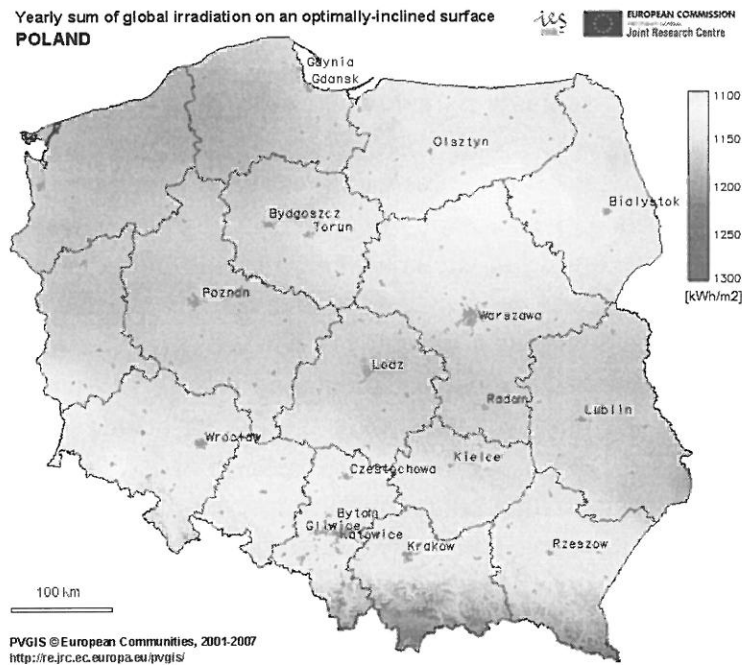 Yearly sum of global irradiation on an optimally-inclined surface
POLAND
ies
EUROPEAN COMMISSION
Joint Research Centre
Gdynia
Gdansk
Olsztyn
Bialystok
Bydgoszcz
Torun
Poznan
Warszawa
Lodz
Radom
Lublin
Wroclaw
Kielce
Czestochowa
Bytom
Gliwice
Katowice
Krakow
Rzeszow
1100
1150
1200
1250
1300
[kWh/m2]
100 km
PVGIS © European Communities, 2001-2007
http://re.jrc.ec.europa.eu/pvgis/